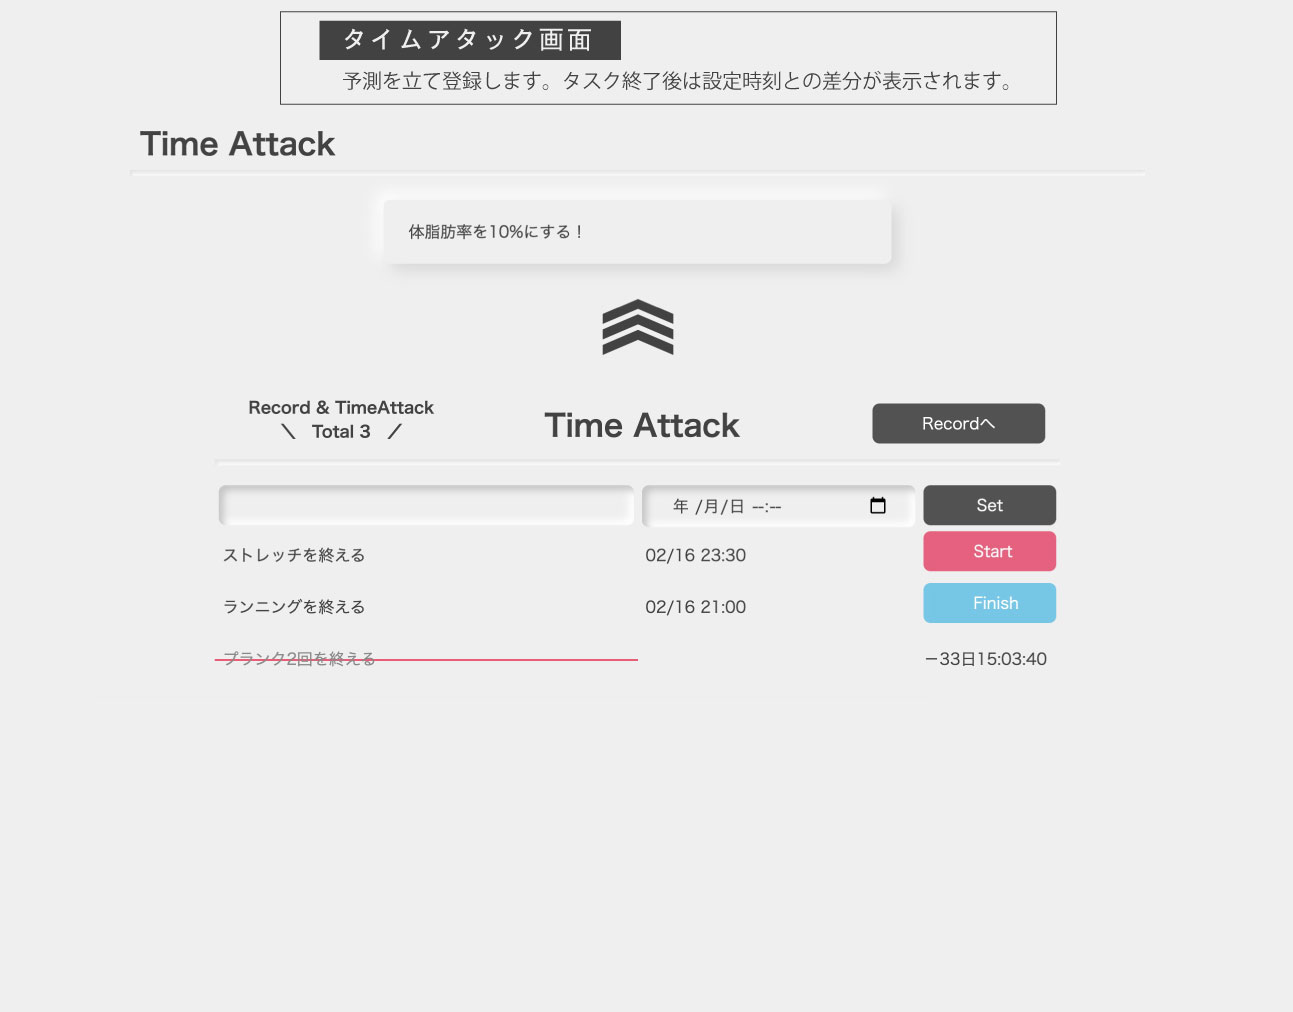 タイムアタック画面
予測を立て登録します。タスク終了後は設定時刻との差分が表示されます。
Time Attack
体脂肪率を10%にする！
Record & TimeAttack
＼ Total 3 ／
Time Attack
Recordへ
年 /月/日 --:--
Set
ストレッチを終える 02/16 23:30 Start
ランニングを終える 02/16 21:00 Finish
プランク2回を終える －33日15:03:40